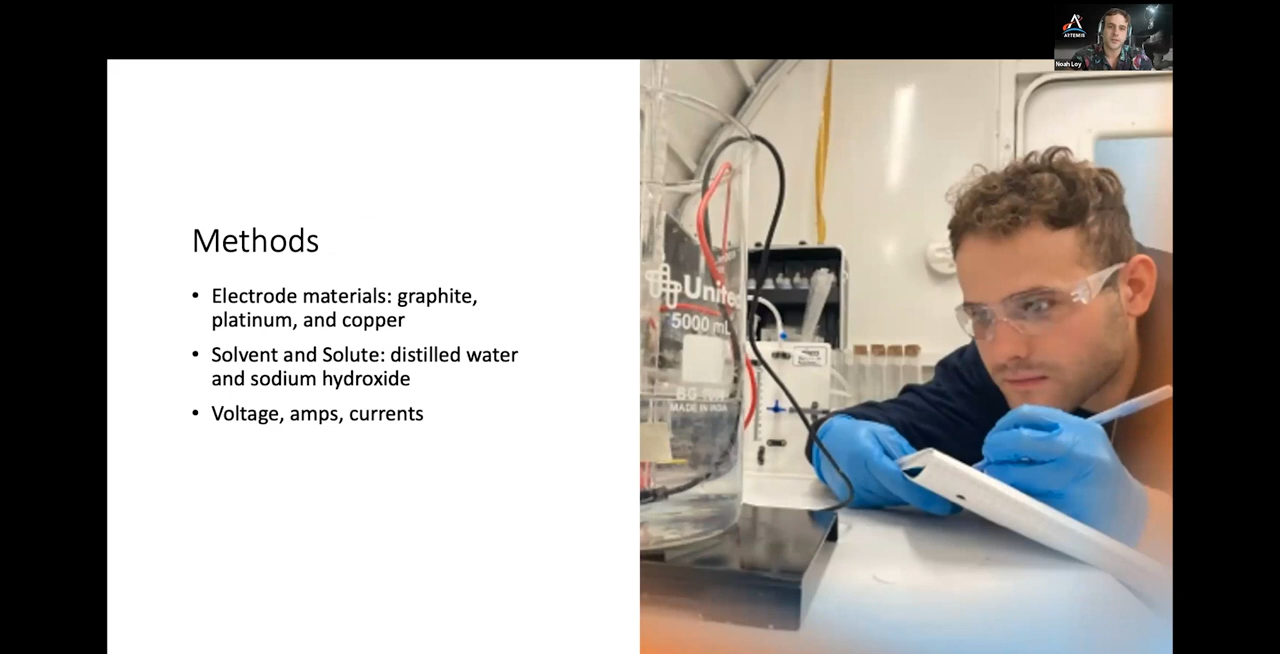 ARTEMIS
Noah Loy
Methods
• Electrode materials: graphite,
platinum, and copper
• Solvent and Solute: distilled water
and sodium hydroxide
• Voltage, amps, currents
United
5000 mL
MADE IN INDIA